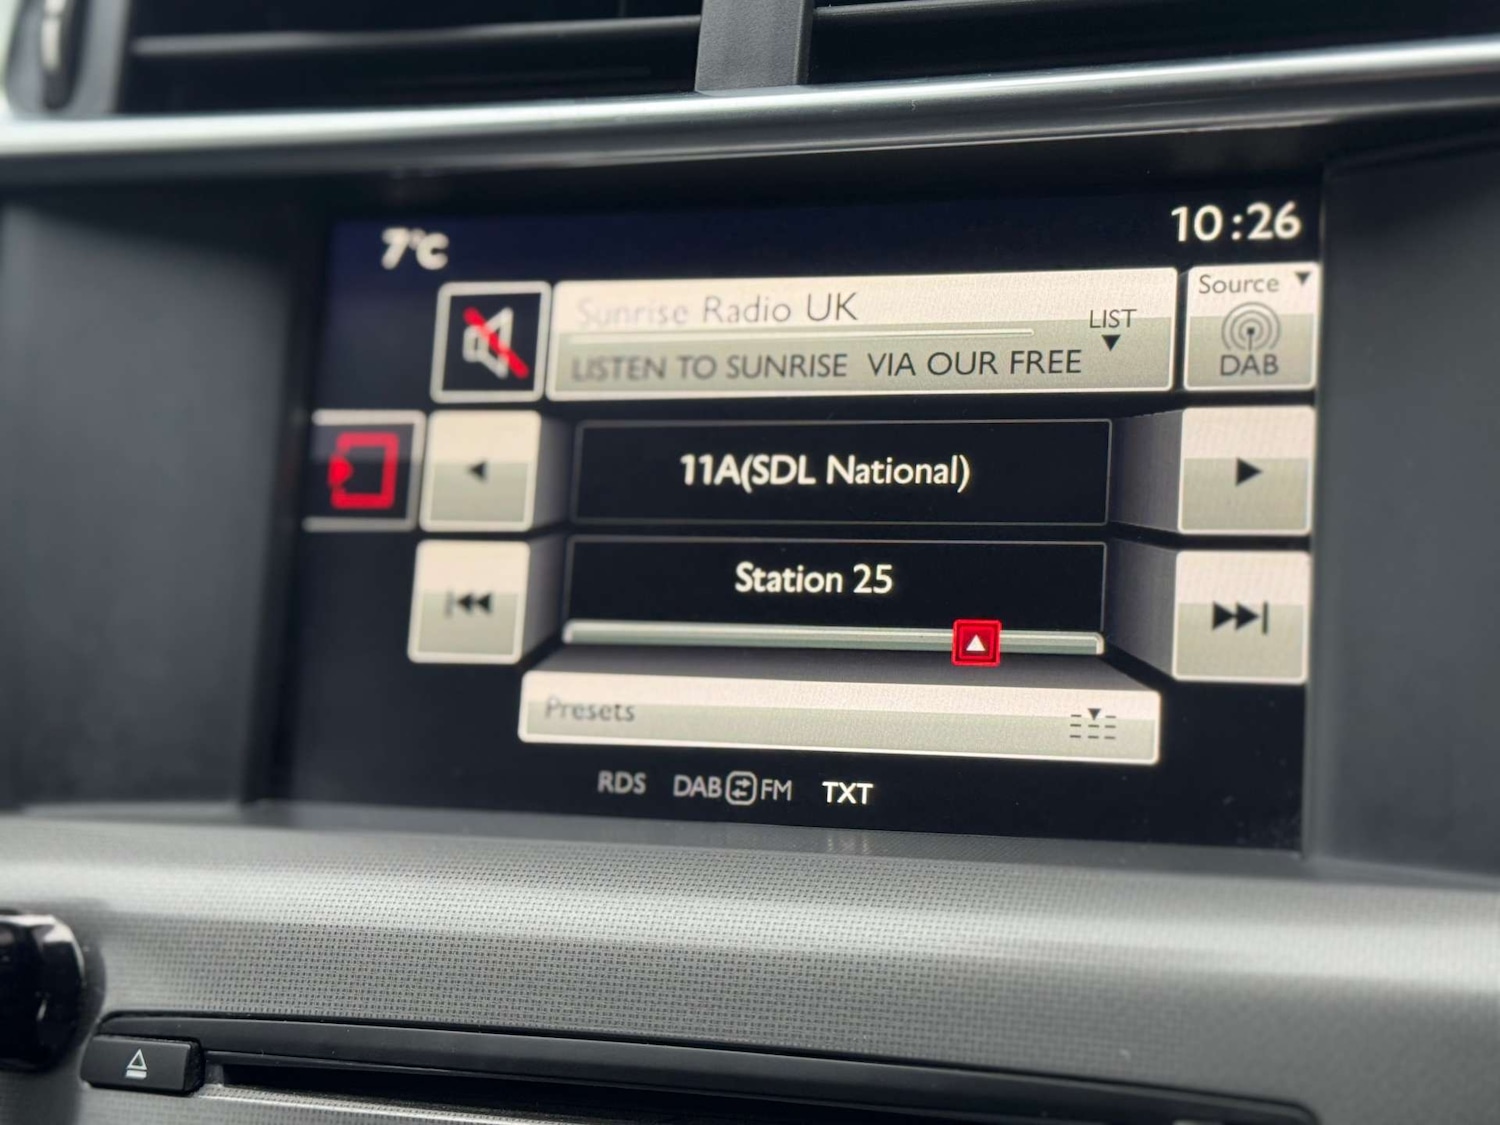 7°C
10:26
Sunrise Radio UK
LIST
LISTEN TO SUNRISE VIA OUR FREE
Source
DAB
11A(SDL National)
Station 25
Presets
RDS DAB FM TXT